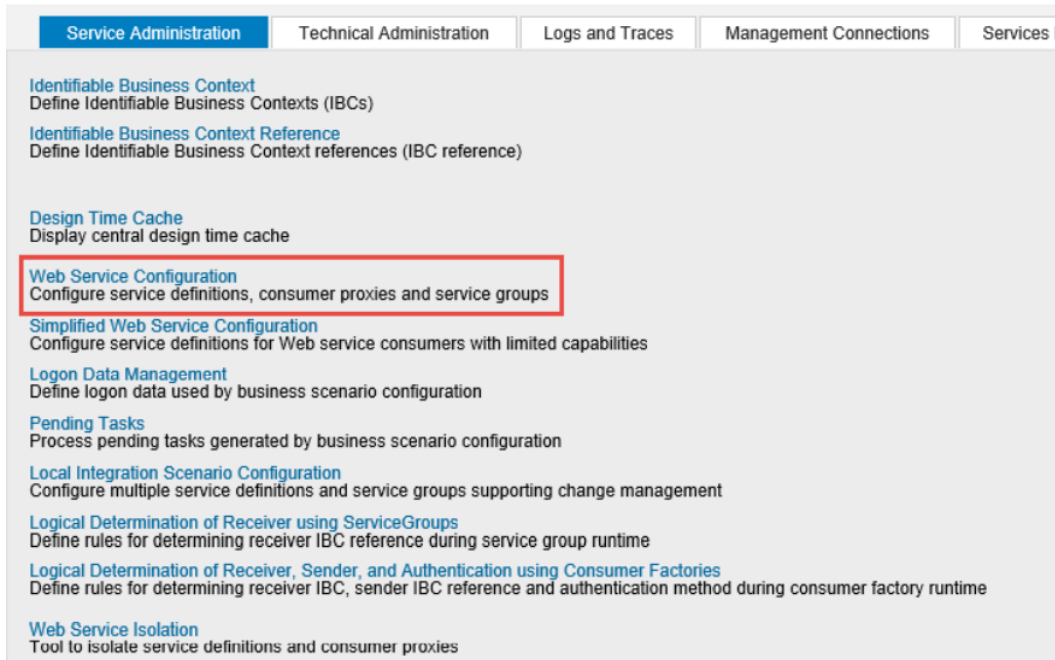 Service Administration
Technical Administration
Logs and Traces
Management Connections
Services
Identifiable Business Context
Define Identifiable Business Contexts (IBCs)
Identifiable Business Context Reference
Define Identifiable Business Context references (IBC reference)
Design Time Cache
Display central design time cache
Web Service Configuration
Configure service definitions, consumer proxies and service groups
Simplified Web Service Configuration
Configure service definitions for Web service consumers with limited capabilities
Logon Data Management
Define logon data used by business scenario configuration
Pending Tasks
Process pending tasks generated by business scenario configuration
Local Integration Scenario Configuration
Configure multiple service definitions and service groups supporting change management
Logical Determination of Receiver using ServiceGroups
Define rules for determining receiver IBC reference during service group runtime
Logical Determination of Receiver, Sender, and Authentication using Consumer Factories
Define rules for determining receiver IBC, sender IBC reference and authentication method during consumer factory runtime
Web Service Isolation
Tool to isolate service definitions and consumer proxies